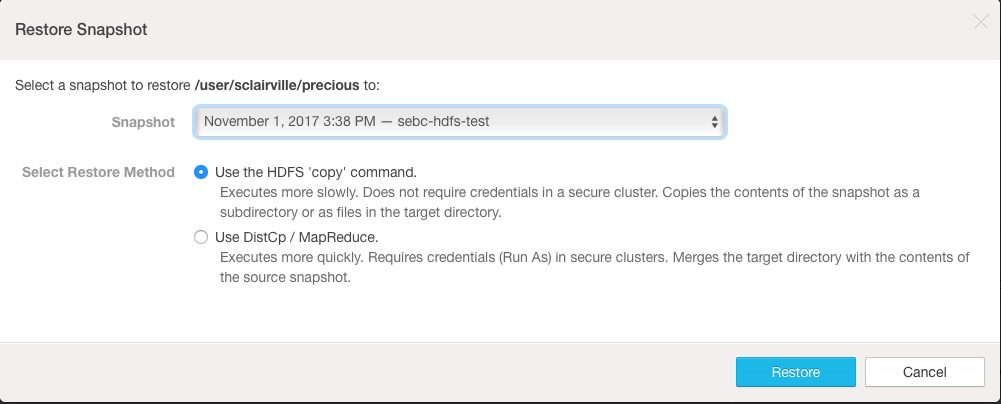 Restore Snapshot
Select a snapshot to restore /user/sclairville/precious to:
Snapshot
November 1, 2017 3:38 PM — sebc-hdfs-test
Select Restore Method
Use the HDFS 'copy' command.
Executes more slowly. Does not require credentials in a secure cluster. Copies the contents of the snapshot as a
subdirectory or as files in the target directory.
Use DistCp / MapReduce.
Executes more quickly. Requires credentials (Run As) in secure clusters. Merges the target directory with the contents of
the source snapshot.
Restore
Cancel